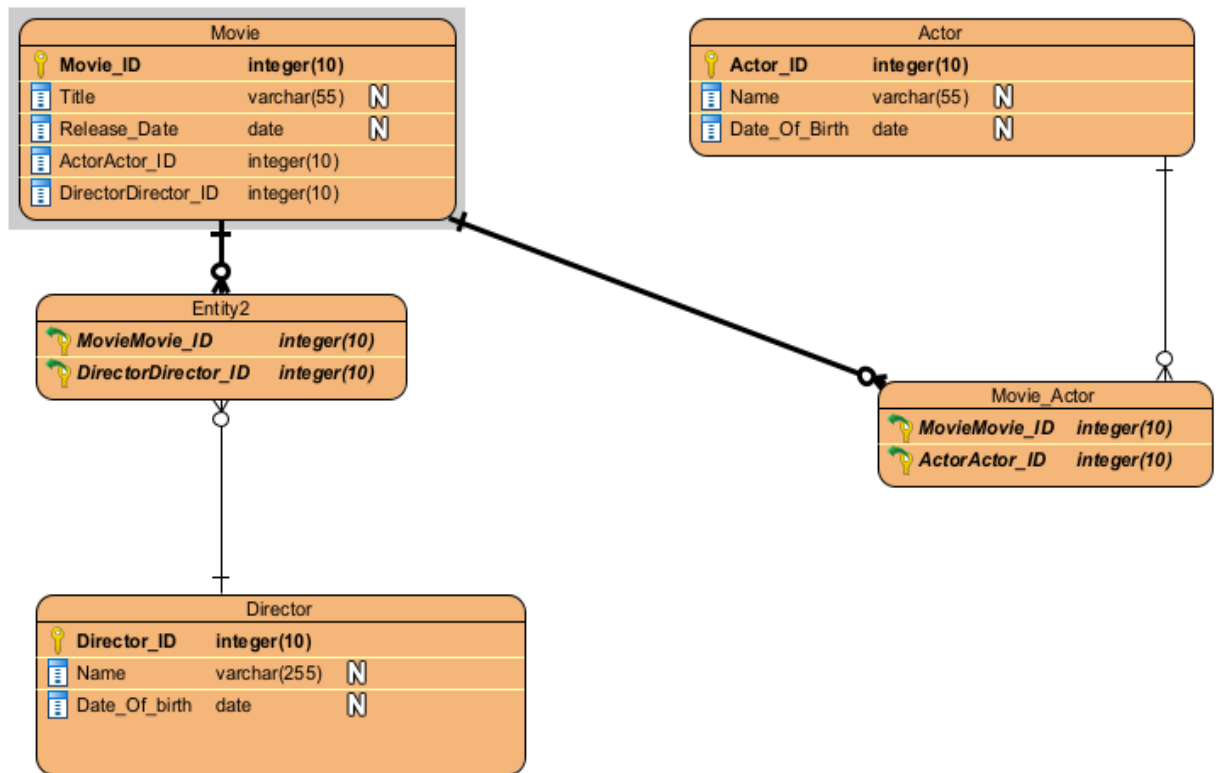 Movie
Movie_ID integer(10)
Title varchar(55) N
Release_Date date N
ActorActor_ID integer(10)
DirectorDirector_ID integer(10)
Actor
Actor_ID integer(10)
Name varchar(55) N
Date_Of_Birth date N
Entity2
MovieMovie_ID integer(10)
DirectorDirector_ID integer(10)
Movie_Actor
MovieMovie_ID integer(10)
ActorActor_ID integer(10)
Director
Director_ID integer(10)
Name varchar(255) N
Date_Of_birth date N